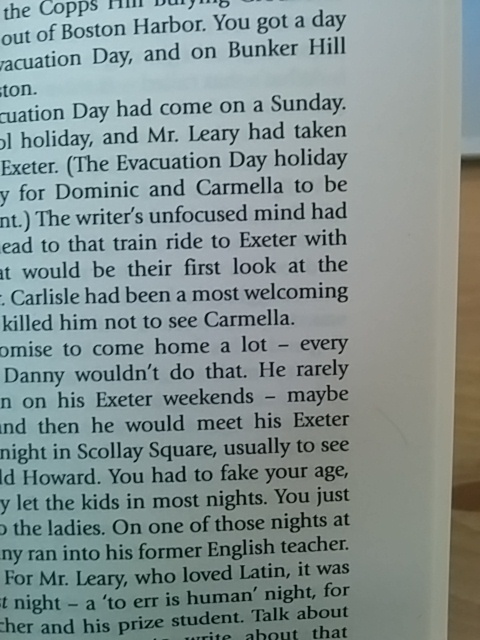 the Copps Hill Burying
out of Boston Harbor. You got a day
vacuation Day, and on Bunker Hill
ston.
cuation Day had come on a Sunday.
ol holiday, and Mr. Leary had taken
Exeter. (The Evacuation Day holiday
y for Dominic and Carmella to be
nt.) The writer's unfocused mind had
ead to that train ride to Exeter with
at would be their first look at the
. Carlisle had been a most welcoming
killed him not to see Carmella.
omise to come home a lot – every
Danny wouldn't do that. He rarely
n on his Exeter weekends – maybe
nd then he would meet his Exeter
night in Scollay Square, usually to see
ld Howard. You had to fake your age,
y let the kids in most nights. You just
o the ladies. On one of those nights at
ny ran into his former English teacher.
For Mr. Leary, who loved Latin, it was
t night – a 'to err is human' night, for
cher and his prize student. Talk about
write about that